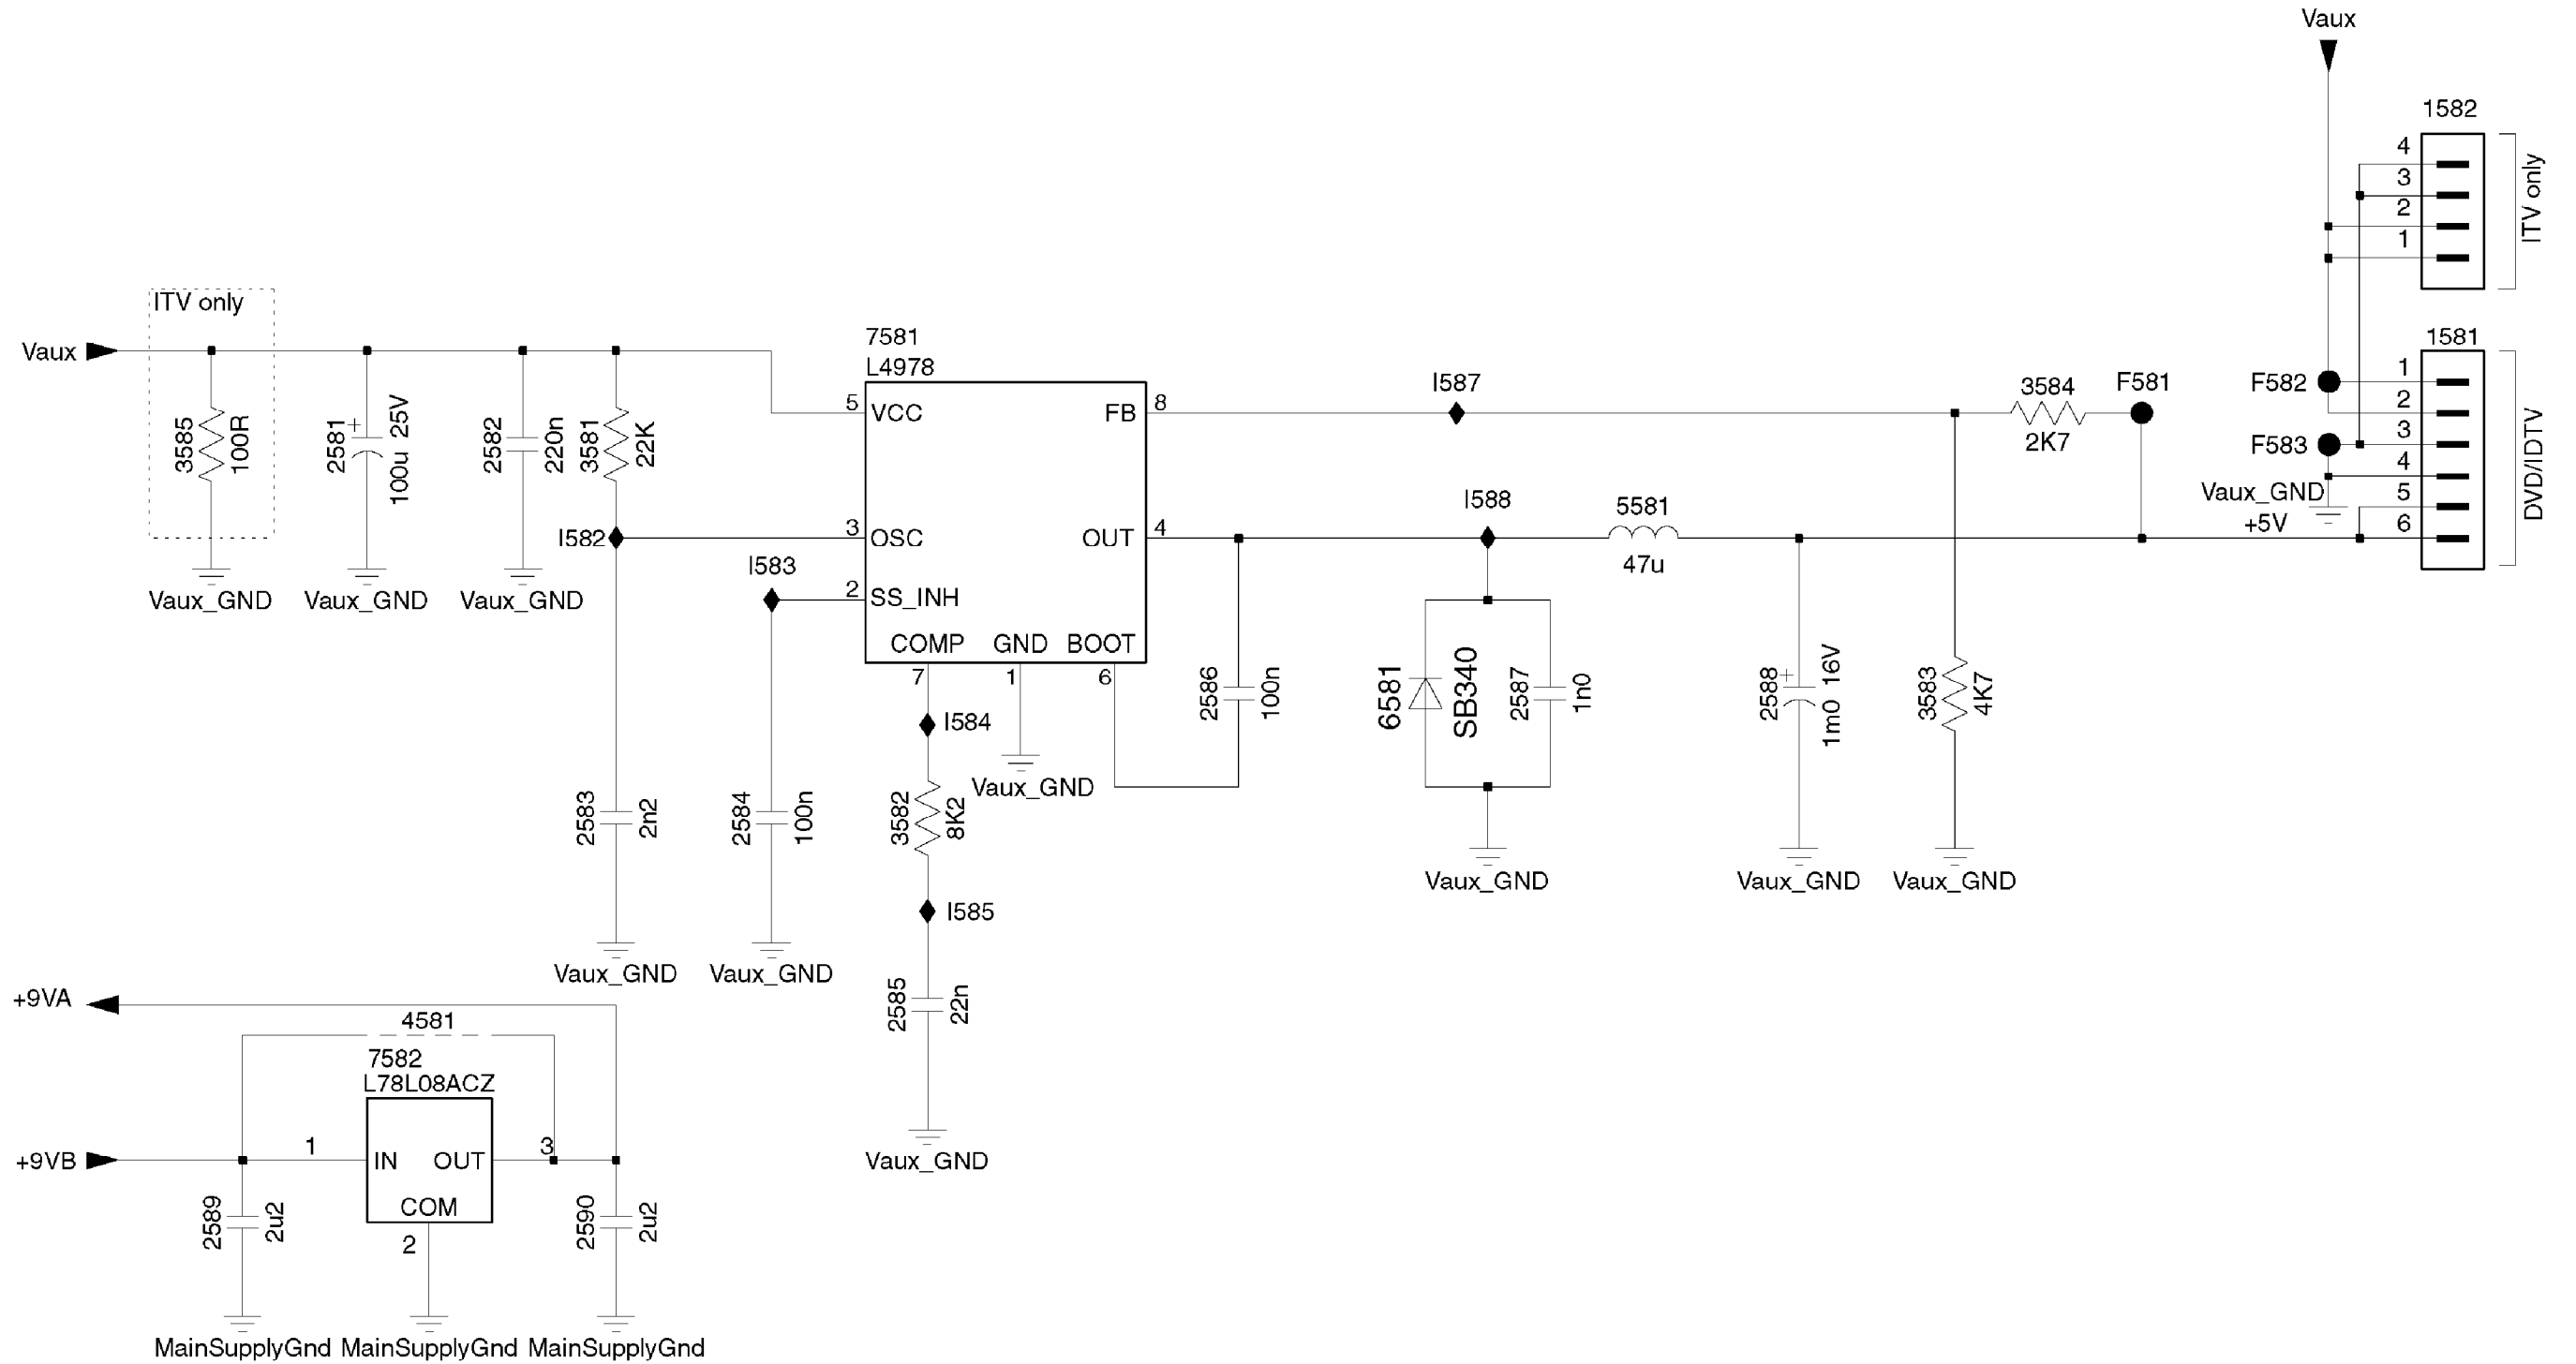 Vaux
1582
4
3
2
1
ITV only
ITV only
Vaux
3585
100R
2581
+
100u 25V
2582
220n
3581
22K
7581
L4978
5
VCC
FB
8
I587
3584
2K7
F581
1581
F582
F583
1
2
3
4
5
6
DVD/IDTV
Vaux_GND
+5V
I582
3
OSC
OUT
4
I588
5581
47u
I583
2
SS_INH
Vaux_GND
Vaux_GND
Vaux_GND
COMP
GND
BOOT
7
1
6
I584
Vaux_GND
2586
100n
6581
SB340
2587
1n0
2588
+
1m0 16V
3583
4K7
2583
2n2
2584
100n
3582
8K2
Vaux_GND
Vaux_GND
Vaux_GND
I585
Vaux_GND
Vaux_GND
2585
22n
Vaux_GND
+9VA
4581
7582
L78L08ACZ
+9VB
1
IN
OUT
3
COM
2
2589
2u2
2590
2u2
MainSupplyGnd
MainSupplyGnd
MainSupplyGnd